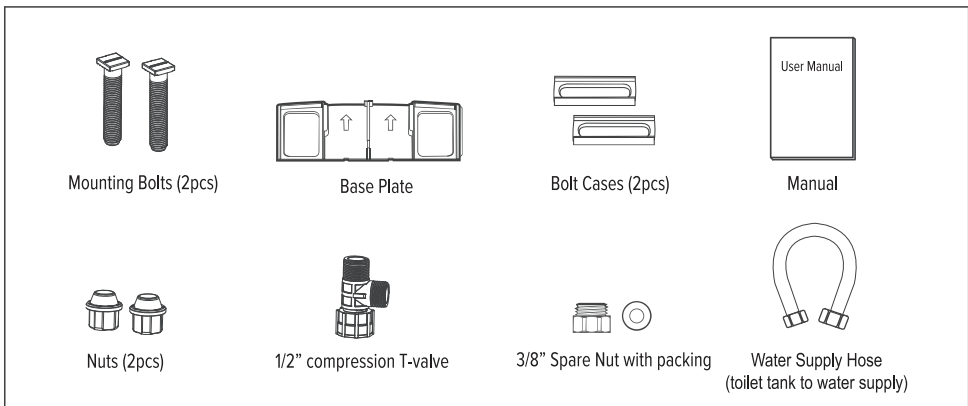 User Manual
Mounting Bolts (2pcs)
Base Plate
Bolt Cases (2pcs)
Manual
Nuts (2pcs)
1/2” compression T-valve
3/8” Spare Nut with packing
Water Supply Hose
(toilet tank to water supply)